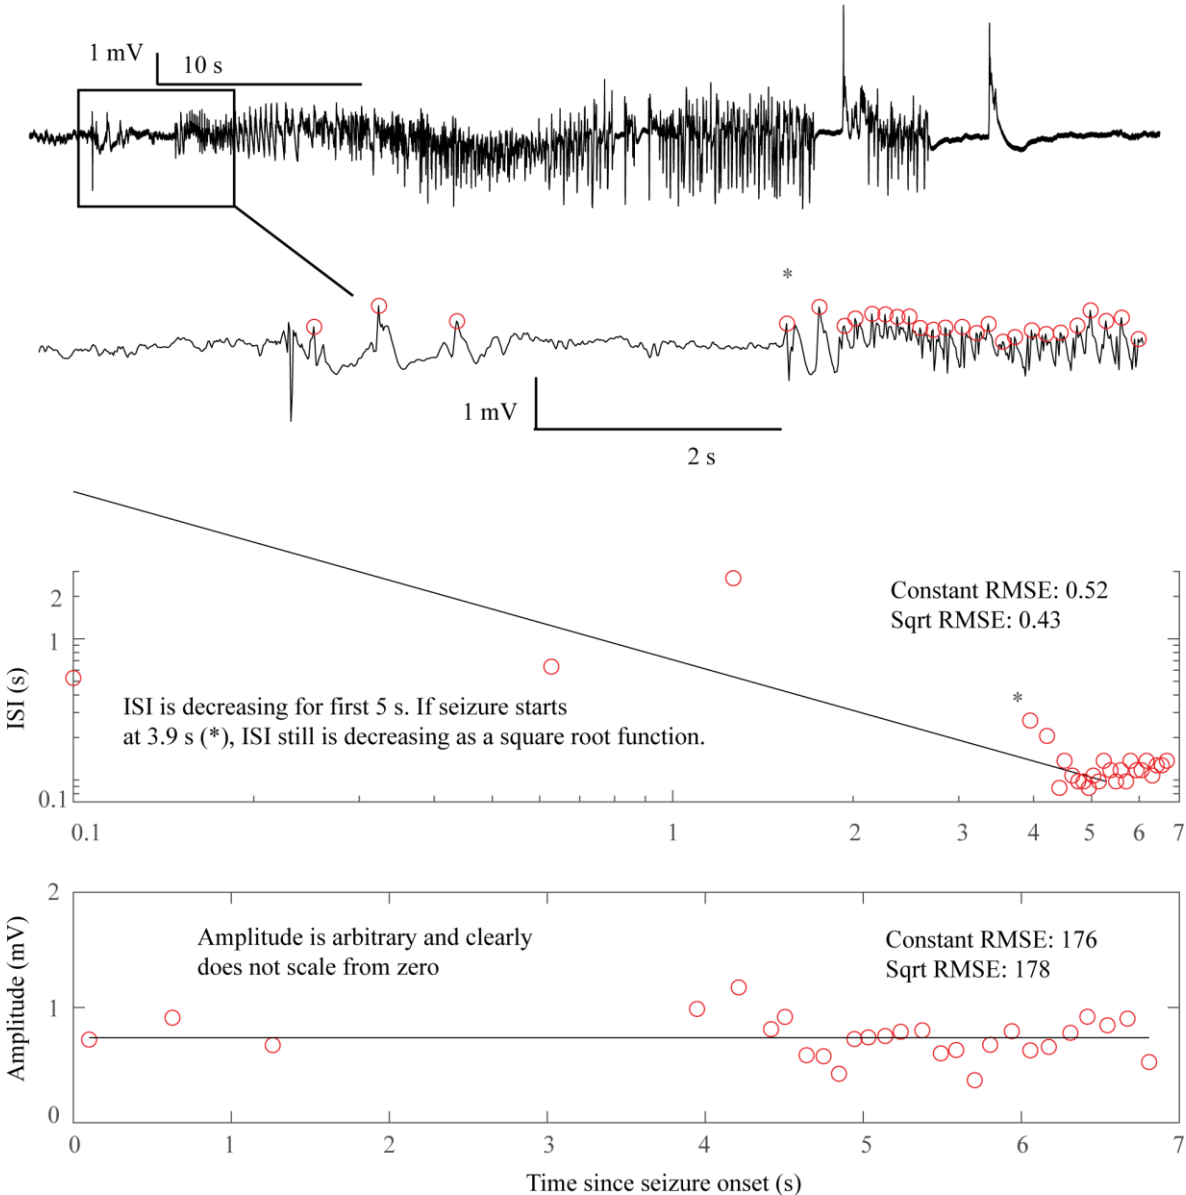 1 mV
10 s
*
1 mV
2 s
Constant RMSE: 0.52
Sqrt RMSE: 0.43
2
1
0.1
ISI (s)
*
ISI is decreasing for first 5 s. If seizure starts
at 3.9 s (*), ISI still is decreasing as a square root function.
0.1 1 2 3 4 5 6 7
2
1
0
Amplitude (mV)
Amplitude is arbitrary and clearly
does not scale from zero
Constant RMSE: 176
Sqrt RMSE: 178
0 1 2 3 4 5 6 7
Time since seizure onset (s)